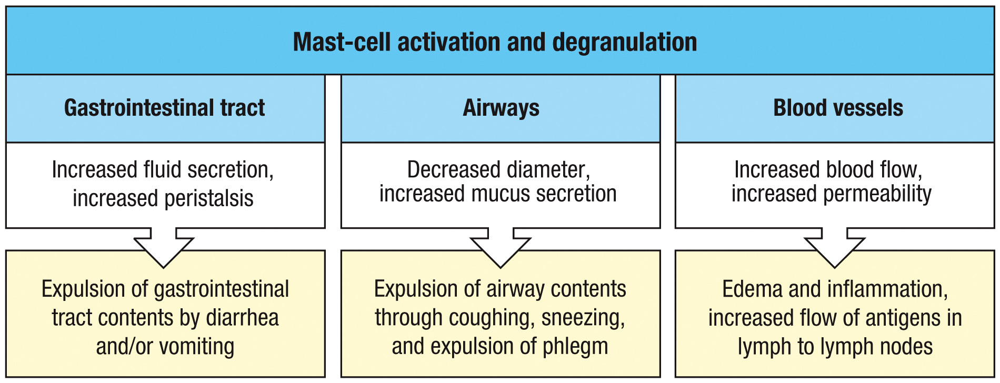 Mast-cell activation and degranulation
Gastrointestinal tract
Increased fluid secretion,
increased peristalsis
Expulsion of gastrointestinal
tract contents by diarrhea
and/or vomiting
Airways
Decreased diameter,
increased mucus secretion
Expulsion of airway contents
through coughing, sneezing,
and expulsion of phlegm
Blood vessels
Increased blood flow,
increased permeability
Edema and inflammation,
increased flow of antigens in
lymph to lymph nodes